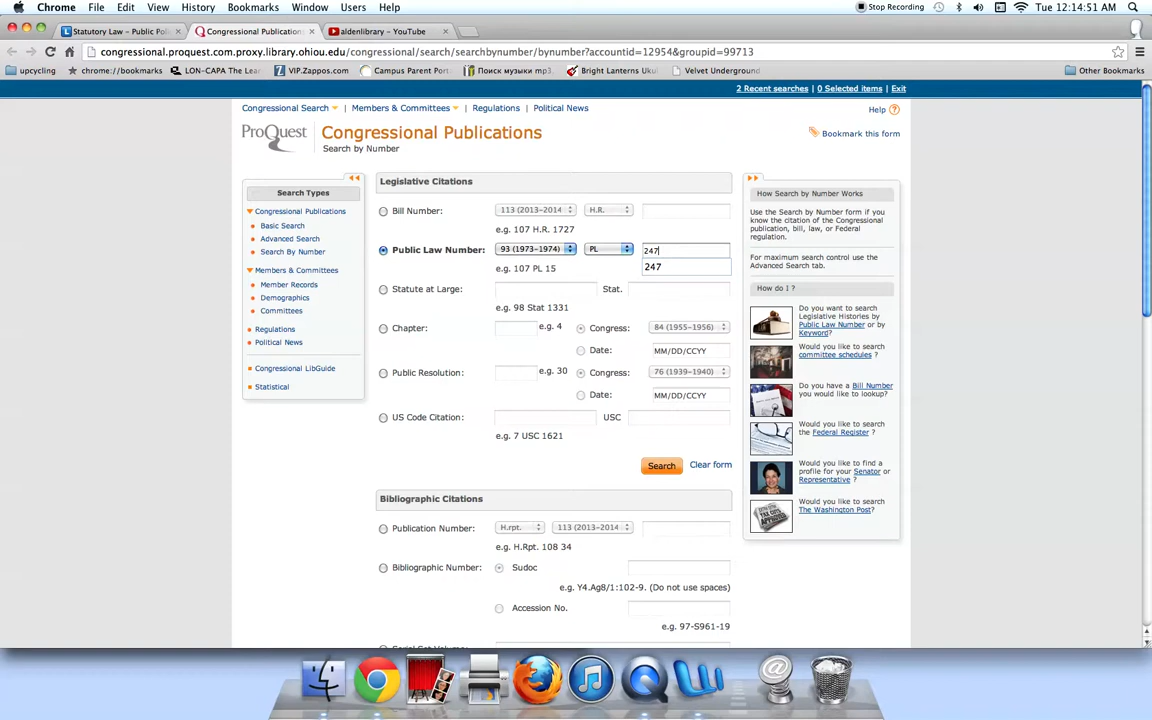 Chrome File Edit View History Bookmarks Window Users Help Stop Recording Tue 12:14:51 AM
Statutory Law – Public Pol Congressional Publications aldenlibrary – YouTube
congressional.proquest.com.proxy.library.ohiou.edu/congressional/search/searchbynumber/bynumber?accountid=12954&groupid=99713
upcycling chrome://bookmarks LON-CAPA The Lea VIP.Zappos.com Campus Parent Port Поиск музыки mp3. Bright Lanterns Uku Velvet Underground Other Bookmarks
2 Recent searches | 0 Selected items | Exit
Congressional Search | Members & Committees | Regulations | Political News Help ?
ProQuest Congressional Publications
Search by Number
Bookmark this form
Search Types
Congressional Publications
Basic Search
Advanced Search
Search By Number
Members & Committees
Member Records
Demographics
Committees
Regulations
Political News
Congressional LibGuide
Statistical
Legislative Citations
Bill Number: 113 (2013–2014 H.R.
e.g. 107 H.R. 1727
Public Law Number: 93 (1973–1974) PL 247
247
e.g. 107 PL 15
Statute at Large: Stat.
e.g. 98 Stat 1331
Chapter: e.g. 4 Congress: 84 (1955–1956)
Date: MM/DD/CCYY
Public Resolution: e.g. 30 Congress: 76 (1939–1940)
Date: MM/DD/CCYY
US Code Citation: USC
e.g. 7 USC 1621
Search Clear form
Bibliographic Citations
Publication Number: H.rpt. 113 (2013–2014
e.g. H.Rpt. 108 34
Bibliographic Number: Sudoc
e.g. Y4.Ag8/1:102-9. (Do not use spaces)
Accession No.
e.g. 97-S961-19
Serial Set Volume:
How Search by Number Works
Use the Search by Number form if you
know the citation of the Congressional
publication, bill, law, or Federal
regulation.
For maximum search control use the
Advanced Search tab.
How do I ?
Do you want to search
Legislative Histories by
Public Law Number or by
Keyword?
Would you like to search
committee schedules ?
Do you have a Bill Number
you would like to lookup?
Would you like to search
the Federal Register ?
Would you like to find a
profile for your Senator or
Representative ?
Would you like to search
The Washington Post?